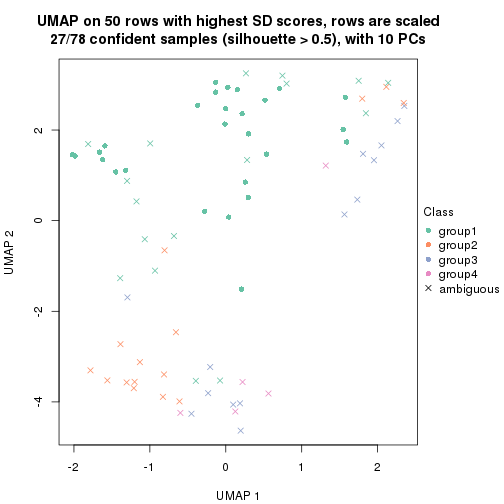 UMAP on 50 rows with highest SD scores, rows are scaled
27/78 confident samples (silhouette > 0.5), with 10 PCs
2
0
-2
-4
UMAP 2
-2
-1
0
1
2
UMAP 1
Class
group1
group2
group3
group4
ambiguous